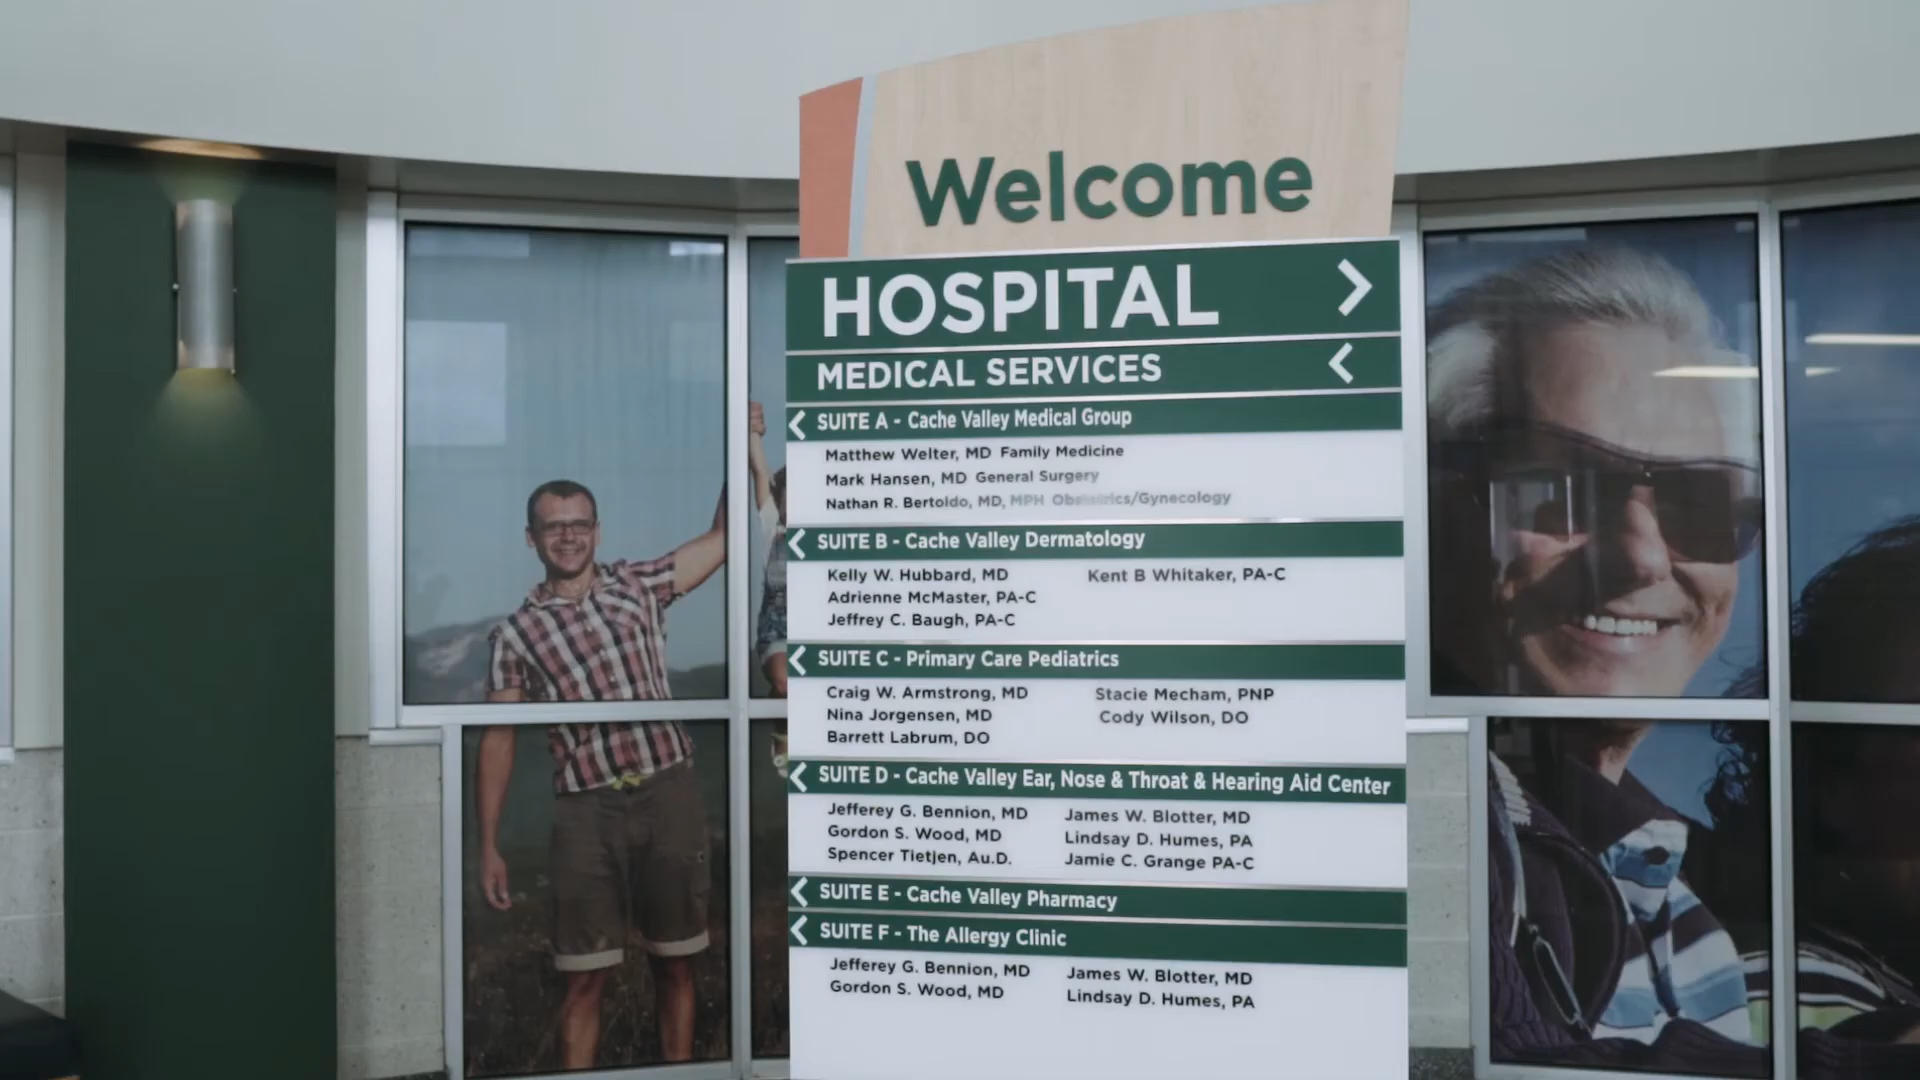 Welcome
HOSPITAL
MEDICAL SERVICES
SUITE A - Cache Valley Medical Group
Matthew Welter, MD Family Medicine
Mark Hansen, MD General Surgery
Nathan R. Bertoldo, MD, MPH Obstetrics/Gynecology
SUITE B - Cache Valley Dermatology
Kelly W. Hubbard, MD
Adrienne McMaster, PA-C
Jeffrey C. Baugh, PA-C
Kent B Whitaker, PA-C
SUITE C - Primary Care Pediatrics
Craig W. Armstrong, MD
Nina Jorgensen, MD
Barrett Labrum, DO
Stacie Mecham, PNP
Cody Wilson, DO
SUITE D - Cache Valley Ear, Nose & Throat & Hearing Aid Center
Jefferey G. Bennion, MD
Gordon S. Wood, MD
Spencer Tietjen, Au.D.
James W. Blotter, MD
Lindsay D. Humes, PA
Jamie C. Grange PA-C
SUITE E - Cache Valley Pharmacy
SUITE F - The Allergy Clinic
Jefferey G. Bennion, MD
Gordon S. Wood, MD
James W. Blotter, MD
Lindsay D. Humes, PA